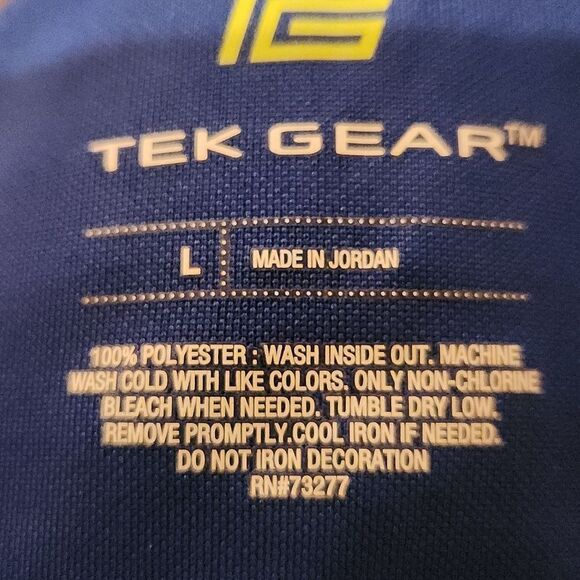 TG
TEK GEAR™
L MADE IN JORDAN
100% POLYESTER : WASH INSIDE OUT. MACHINE
WASH COLD WITH LIKE COLORS. ONLY NON-CHLORINE
BLEACH WHEN NEEDED. TUMBLE DRY LOW.
REMOVE PROMPTLY.COOL IRON IF NEEDED.
DO NOT IRON DECORATION
RN#73277